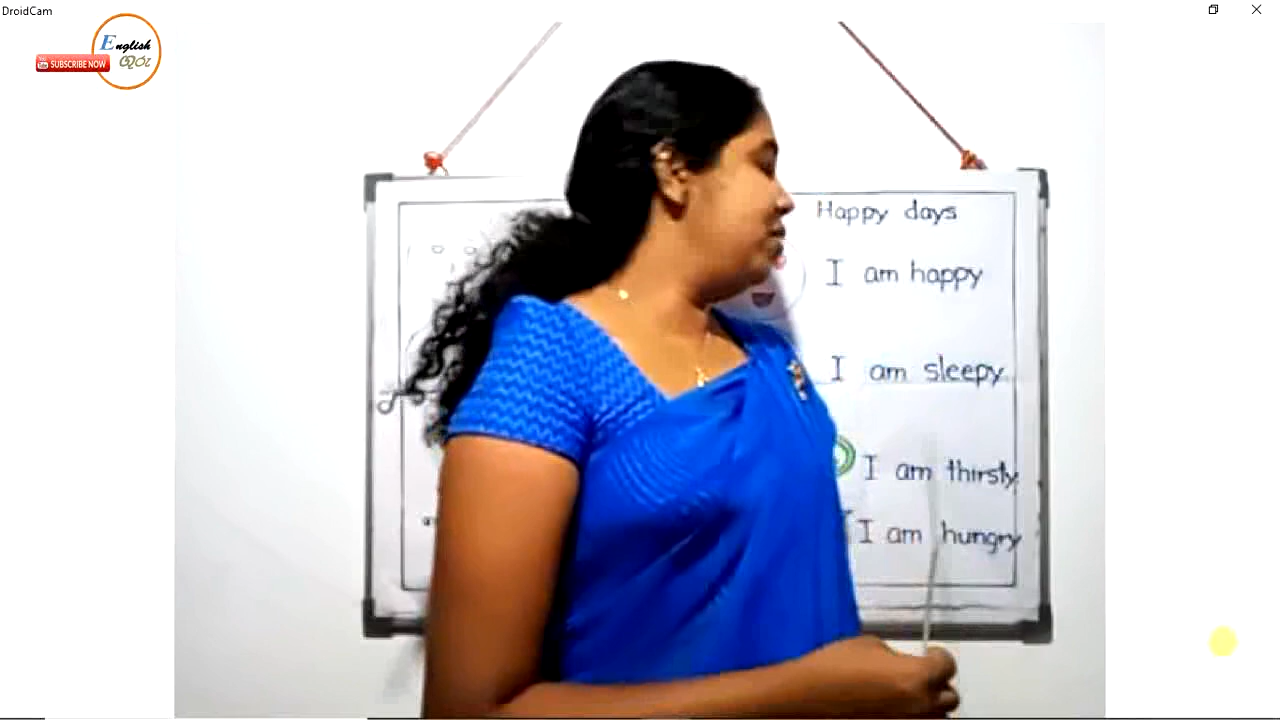 DroidCam
English
ගුරු
SUBSCRIBE NOW
Happy days
I am happy
I am sleepy
I am thirsty
I am hungry